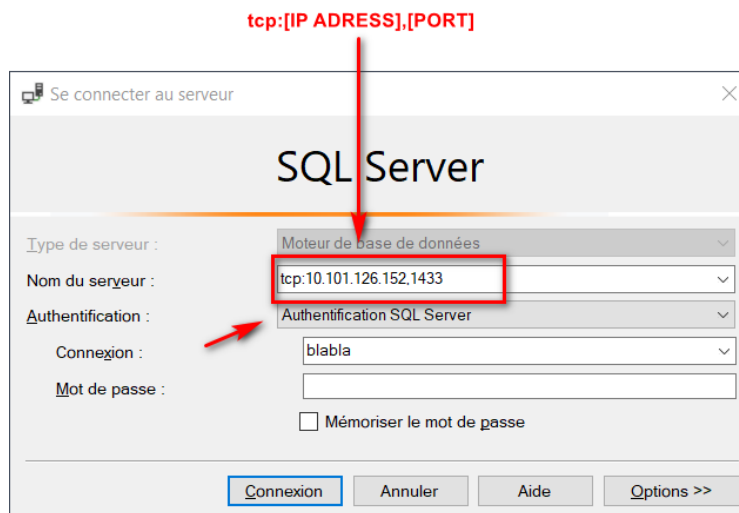 tcp:[IP ADRESS],[PORT]
Se connecter au serveur
SQL Server
Type de serveur :
Moteur de base de données
Nom du serveur :
tcp:10.101.126.152,1433
Authentification :
Authentification SQL Server
Connexion :
blabla
Mot de passe :
Mémoriser le mot de passe
Connexion
Annuler
Aide
Options >>